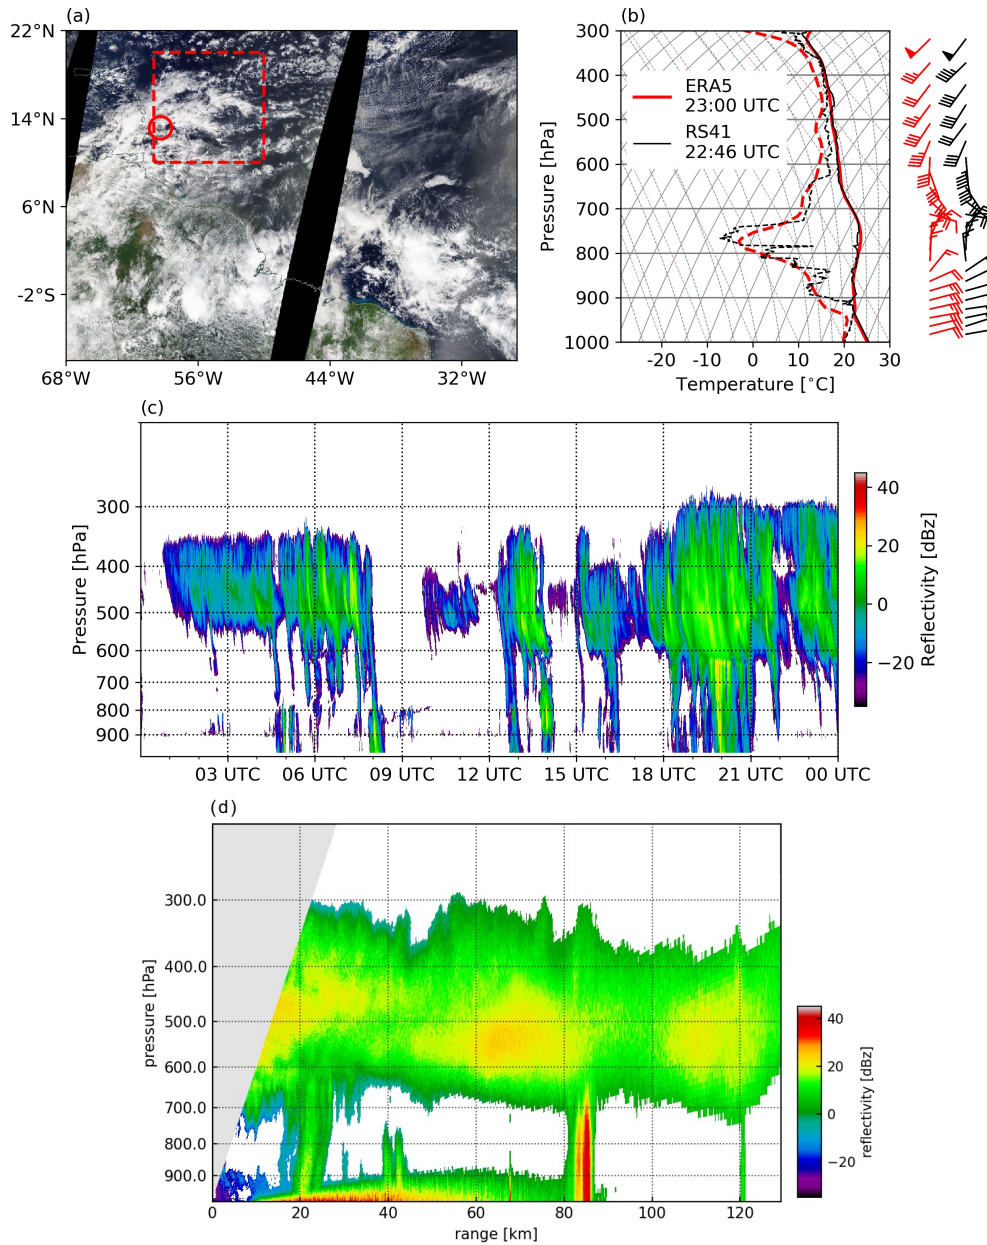 (a)
22°N
14°N
6°N
-2°S
68°W 56°W 44°W 32°W
(b)
300
400
500
600
700
800
900
1000
Pressure [hPa]
ERA5
23:00 UTC
RS41
22:46 UTC
-20 -10 0 10 20 30
Temperature [°C]
(c)
300
400
500
600
700
800
900
Pressure [hPa]
03 UTC 06 UTC 09 UTC 12 UTC 15 UTC 18 UTC 21 UTC 00 UTC
40
20
0
−20
Reflectivity [dBz]
(d)
300.0
400.0
500.0
600.0
700.0
800.0
900.0
pressure [hPa]
0 20 40 60 80 100 120
range [km]
40
20
0
−20
reflectivity [dBz]